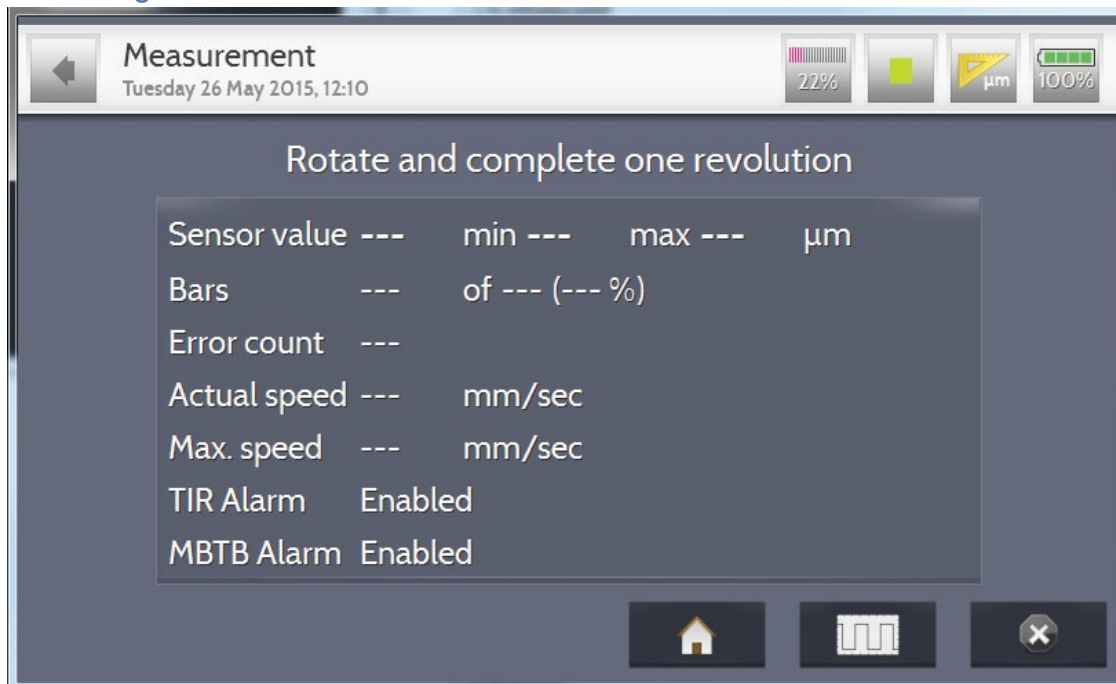 Measurement
Tuesday 26 May 2015, 12:10
22%
µm
100%
Rotate and complete one revolution
Sensor value --- min --- max --- µm
Bars --- of --- (--- %)
Error count ---
Actual speed --- mm/sec
Max. speed --- mm/sec
TIR Alarm Enabled
MBTB Alarm Enabled